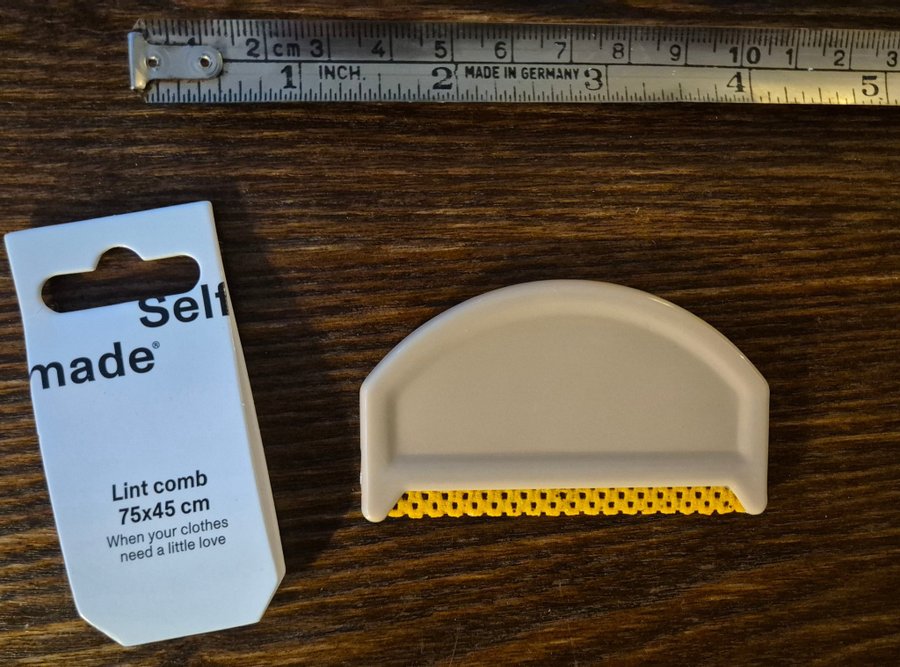 1 2 cm 3 4 5 6 7 8 9 10 1 2 3
1 INCH. 2 MADE IN GERMANY 3 4 5
Self
made®
Lint comb
75x45 cm
When your clothes
need a little love